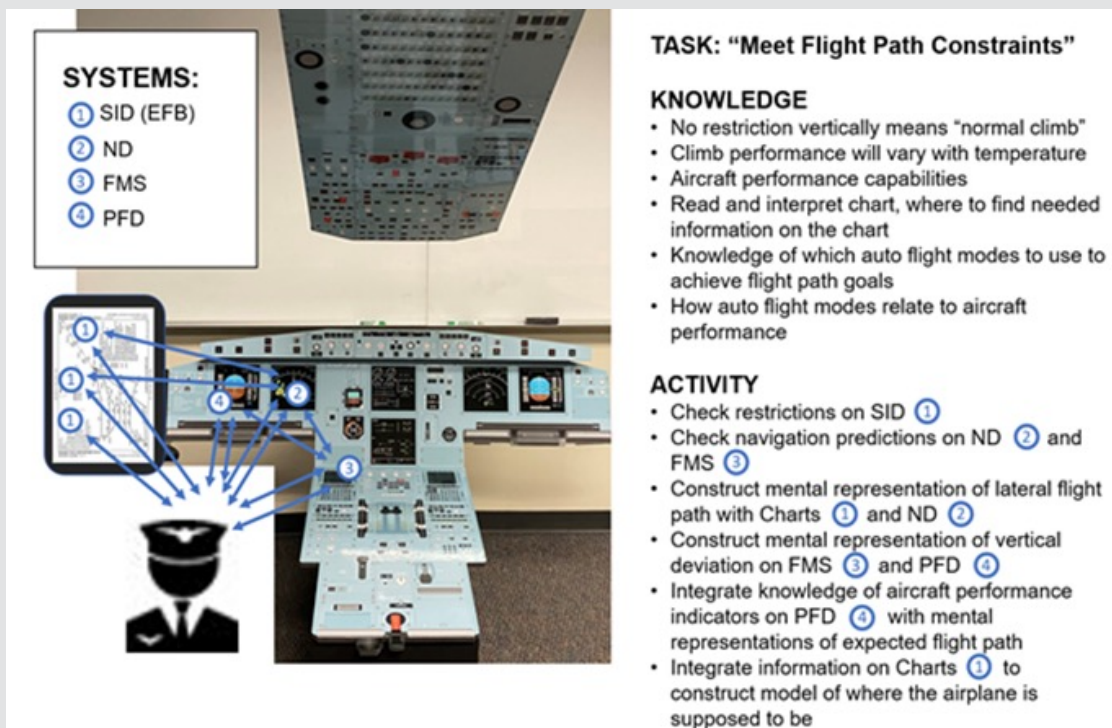 SYSTEMS:
1 SID (EFB)
2 ND
3 FMS
4 PFD
1
1
1
4
2
3
TASK: “Meet Flight Path Constraints”
KNOWLEDGE
• No restriction vertically means “normal climb”
• Climb performance will vary with temperature
• Aircraft performance capabilities
• Read and interpret chart, where to find needed
information on the chart
• Knowledge of which auto flight modes to use to
achieve flight path goals
• How auto flight modes relate to aircraft
performance
ACTIVITY
• Check restrictions on SID 1
• Check navigation predictions on ND 2 and
FMS 3
• Construct mental representation of lateral flight
path with Charts 1 and ND 2
• Construct mental representation of vertical
deviation on FMS 3 and PFD 4
• Integrate knowledge of aircraft performance
indicators on PFD 4 with mental
representations of expected flight path
• Integrate information on Charts 1 to
construct model of where the airplane is
supposed to be